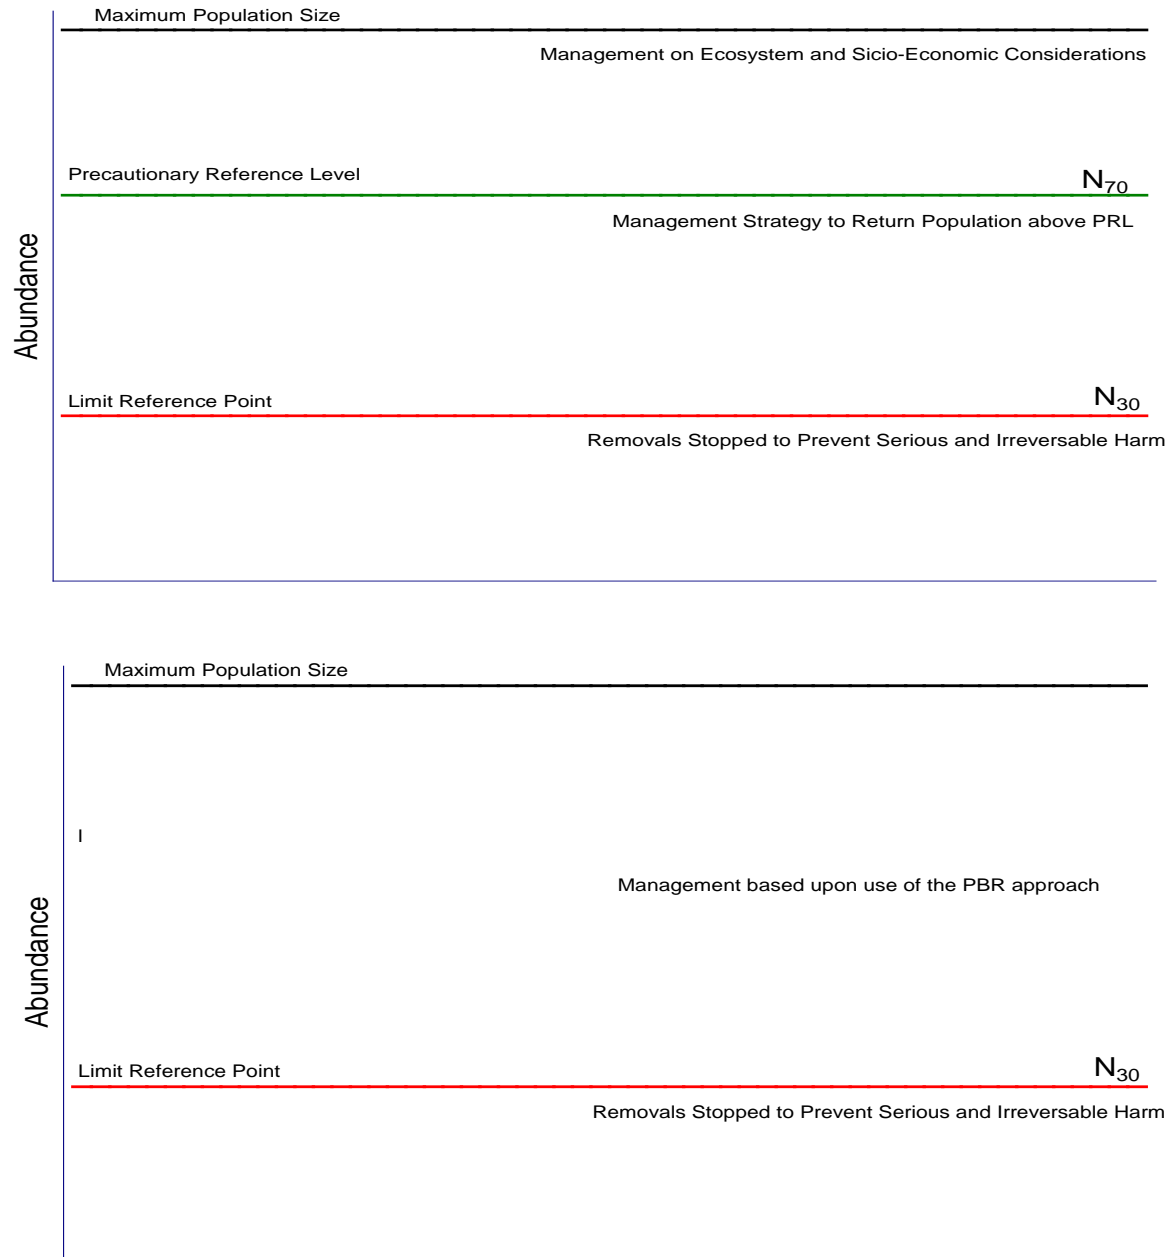 Maximum Population Size
Management on Ecosystem and Sicio-Economic Considerations
Precautionary Reference Level
N70
Management Strategy to Return Population above PRL
Abundance
Limit Reference Point
N30
Removals Stopped to Prevent Serious and Irreversable Harm
Maximum Population Size
l
Management based upon use of the PBR approach
Abundance
Limit Reference Point
N30
Removals Stopped to Prevent Serious and Irreversable Harm